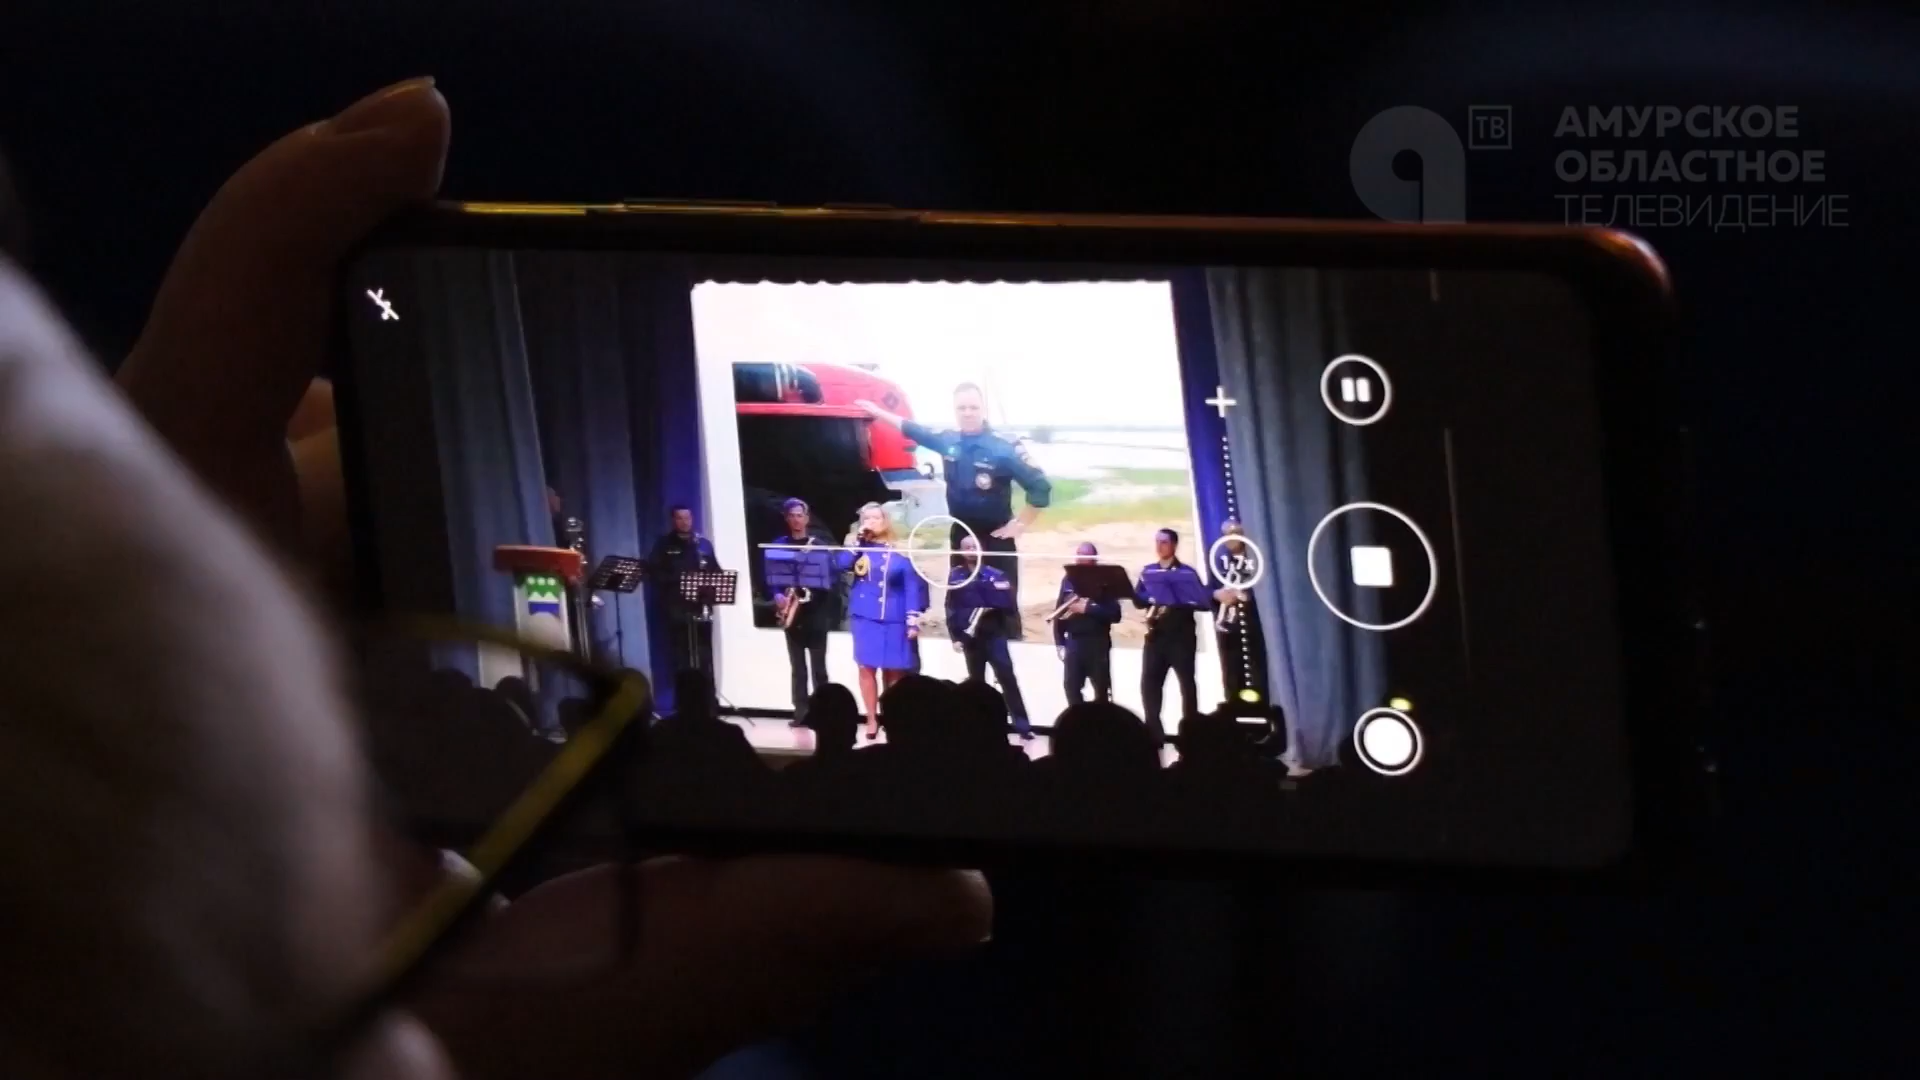 ТВ
АМУРСКОЕ
ОБЛАСТНОЕ
ТЕЛЕВИДЕНИЕ
1,7x